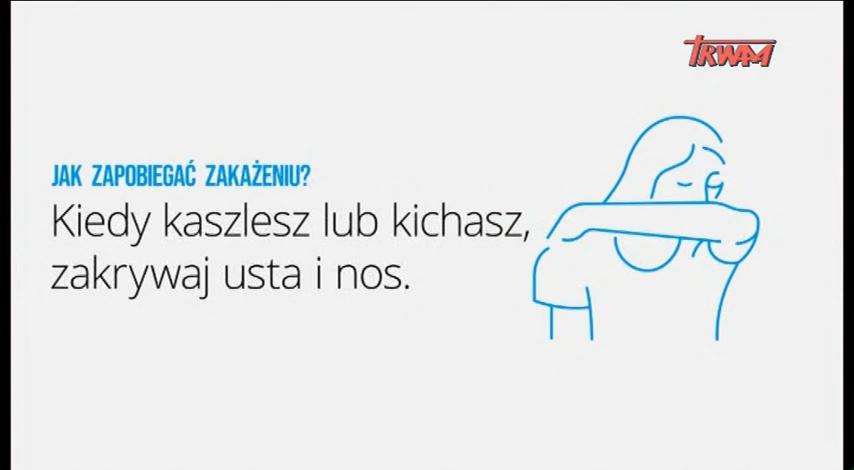 TRWAM
JAK ZAPOBIEGAĆ ZAKAŻENIU?
Kiedy kaszlesz lub kichasz,
zakrywaj usta i nos.